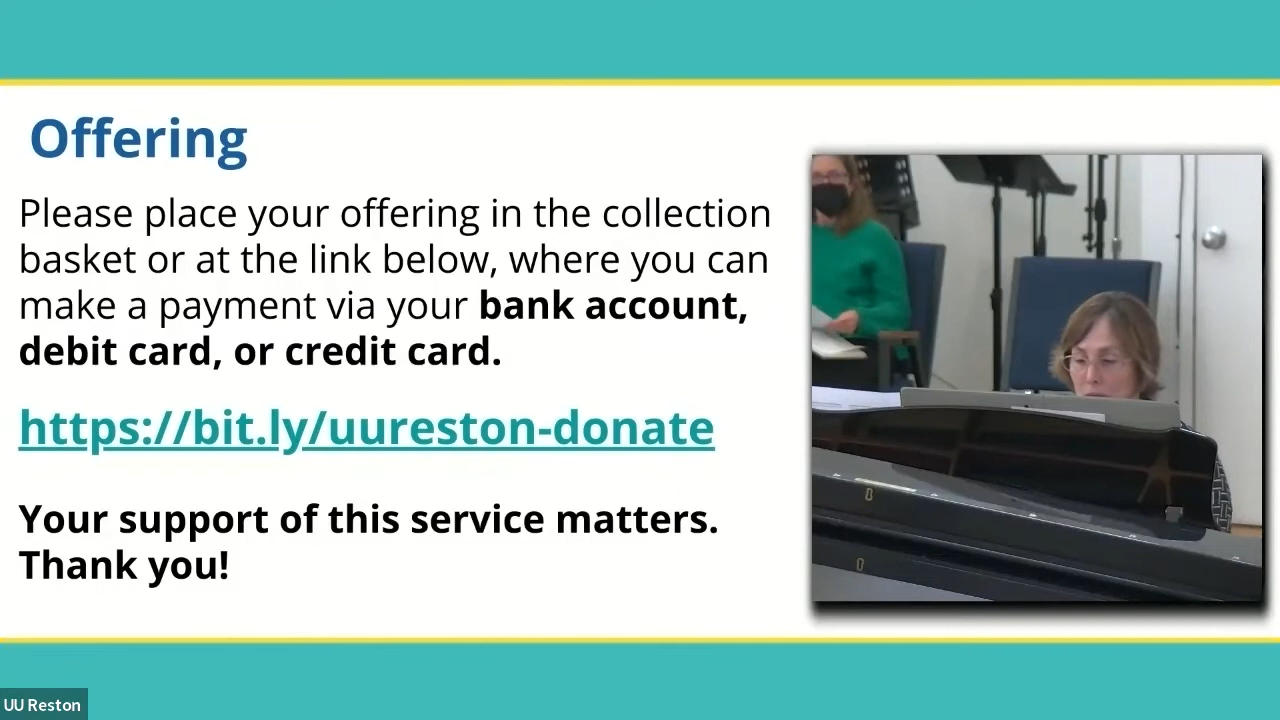 Offering
Please place your offering in the collection
basket or at the link below, where you can
make a payment via your bank account,
debit card, or credit card.
https://bit.ly/uureston-donate
Your support of this service matters.
Thank you!
UU Reston